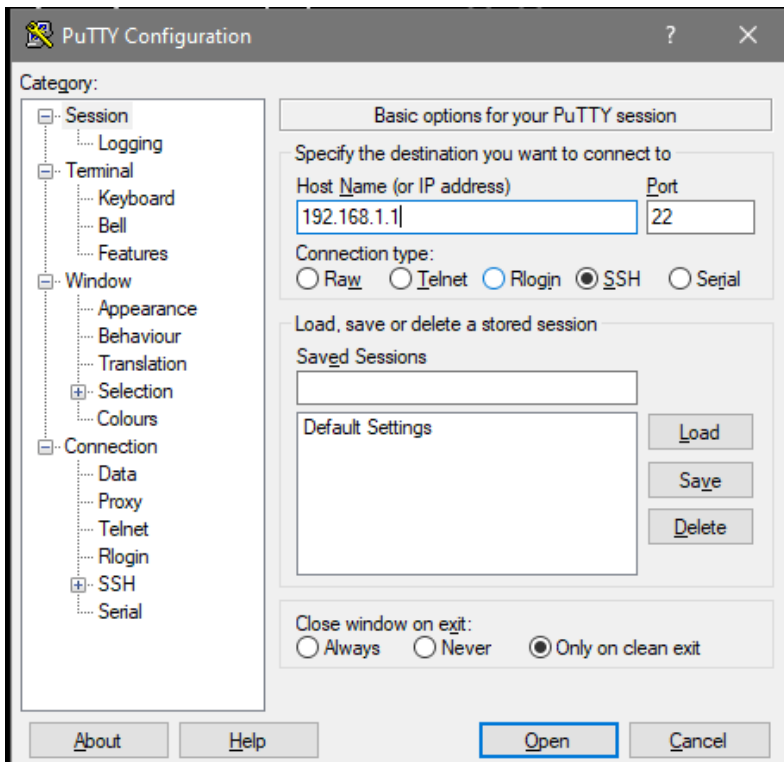 PuTTY Configuration
?
Category:
Session
Logging
Terminal
Keyboard
Bell
Features
Window
Appearance
Behaviour
Translation
Selection
Colours
Connection
Data
Proxy
Telnet
Rlogin
SSH
Serial
Basic options for your PuTTY session
Specify the destination you want to connect to
Host Name (or IP address) Port
192.168.1.1 22
Connection type:
Raw Telnet Rlogin SSH Serial
Load, save or delete a stored session
Saved Sessions
Default Settings
Load
Save
Delete
Close window on exit:
Always Never Only on clean exit
About Help Open Cancel